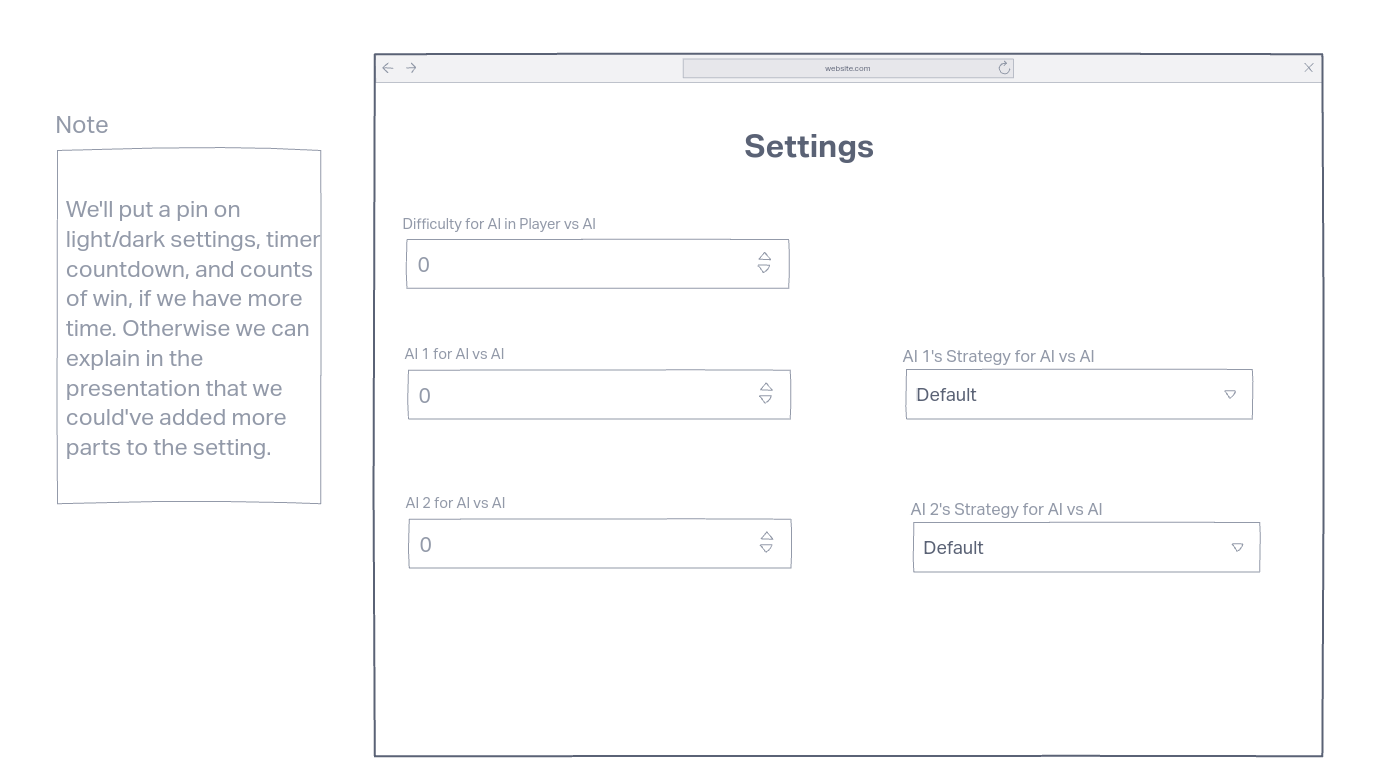 Note
We'll put a pin on
light/dark settings, timer
countdown, and counts
of win, if we have more
time. Otherwise we can
explain in the
presentation that we
could've added more
parts to the setting.
website.com
Settings
Difficulty for AI in Player vs AI
0
AI 1 for AI vs AI
0
AI 1's Strategy for AI vs AI
Default
AI 2 for AI vs AI
0
AI 2's Strategy for AI vs AI
Default